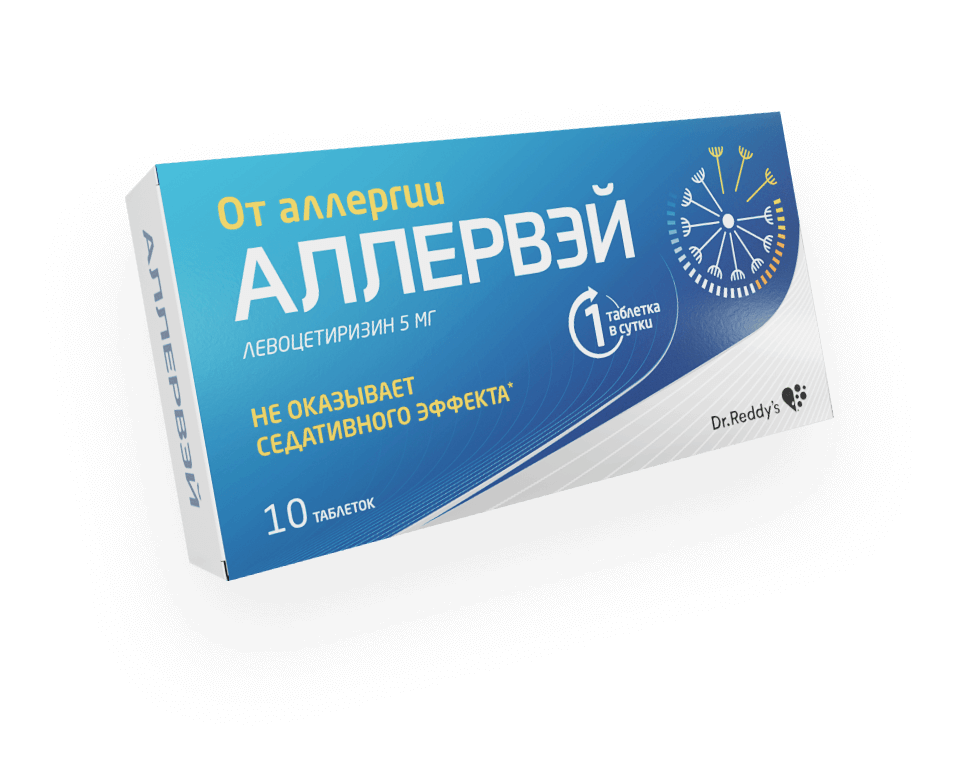 От аллергии
АЛЛЕРВЭЙ
ЛЕВОЦЕТИРИЗИН 5 МГ
1 таблетка
в сутки
НЕ ОКАЗЫВАЕТ
СЕДАТИВНОГО ЭФФЕКТА*
10 ТАБЛЕТОК
Dr.Reddy's
АЛЛЕРВЭЙ